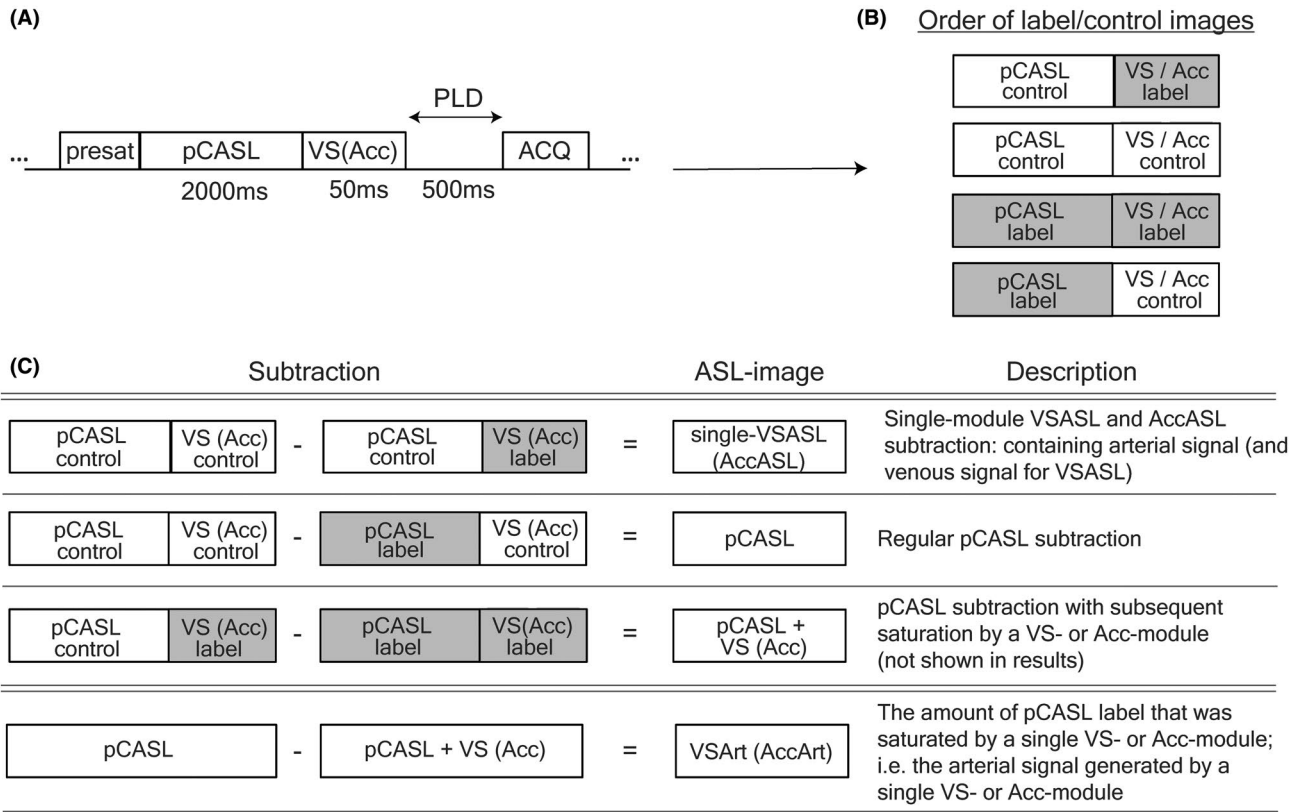 (A)
PLD
... presat pCASL VS(Acc) ACQ ...
2000ms 50ms 500ms
(B) Order of label/control images
pCASL VS / Acc
control label
pCASL VS / Acc
control control
pCASL VS / Acc
label label
pCASL VS / Acc
label control
(C) Subtraction ASL-image Description
pCASL VS (Acc) - pCASL VS (Acc) = single-VSASL
control control control label (AccASL)
Single-module VSASL and AccASL
subtraction: containing arterial signal (and
venous signal for VSASL)
pCASL VS (Acc) - pCASL VS (Acc) = pCASL
control control label control
Regular pCASL subtraction
pCASL VS (Acc) - pCASL VS(Acc) = pCASL +
control label label label VS (Acc)
pCASL subtraction with subsequent
saturation by a VS- or Acc-module
(not shown in results)
pCASL - pCASL + VS (Acc) = VSArt (AccArt)
The amount of pCASL label that was
saturated by a single VS- or Acc-module;
i.e. the arterial signal generated by a
single VS- or Acc-module